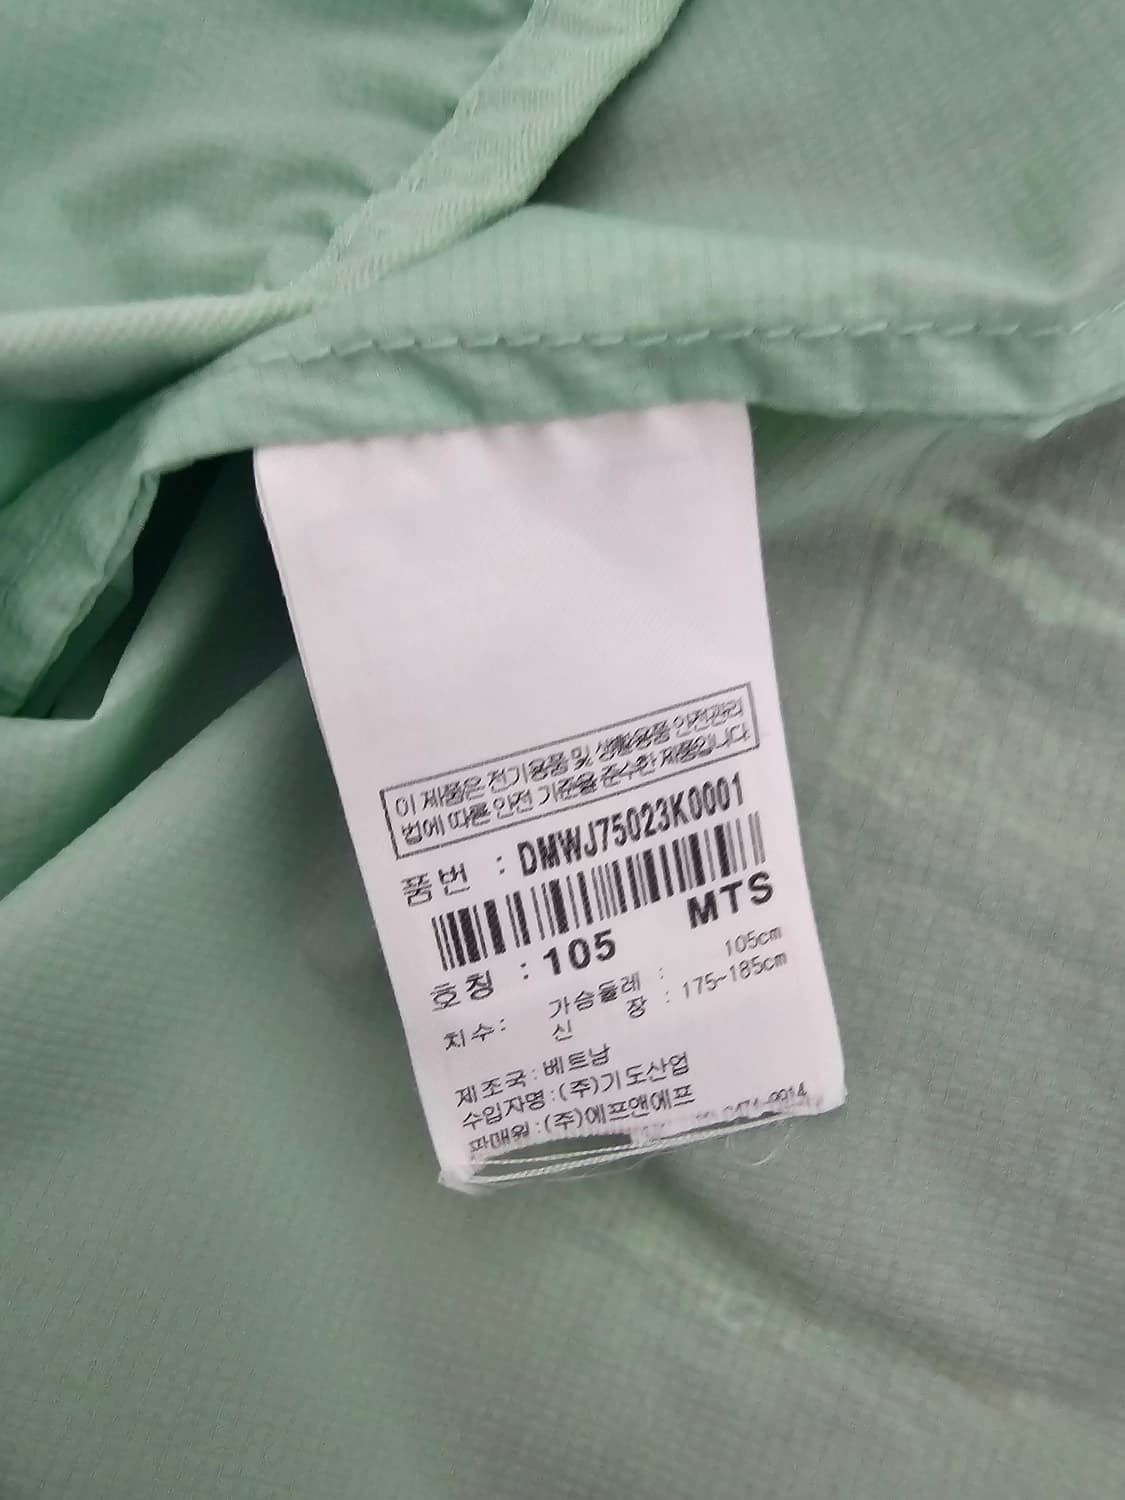 이 제품은 전기용품 및 생활용품 안전관리
법에 따른 안전 기준을 준수한 제품입니다.
품번 : DMWJ75023K0001
MTS
호칭 : 105
치수: 가슴둘레 : 105cm
신 장 : 175~185cm
제조국:베트남
수입자명:(주)기도산업
판매원:(주)에프앤에프